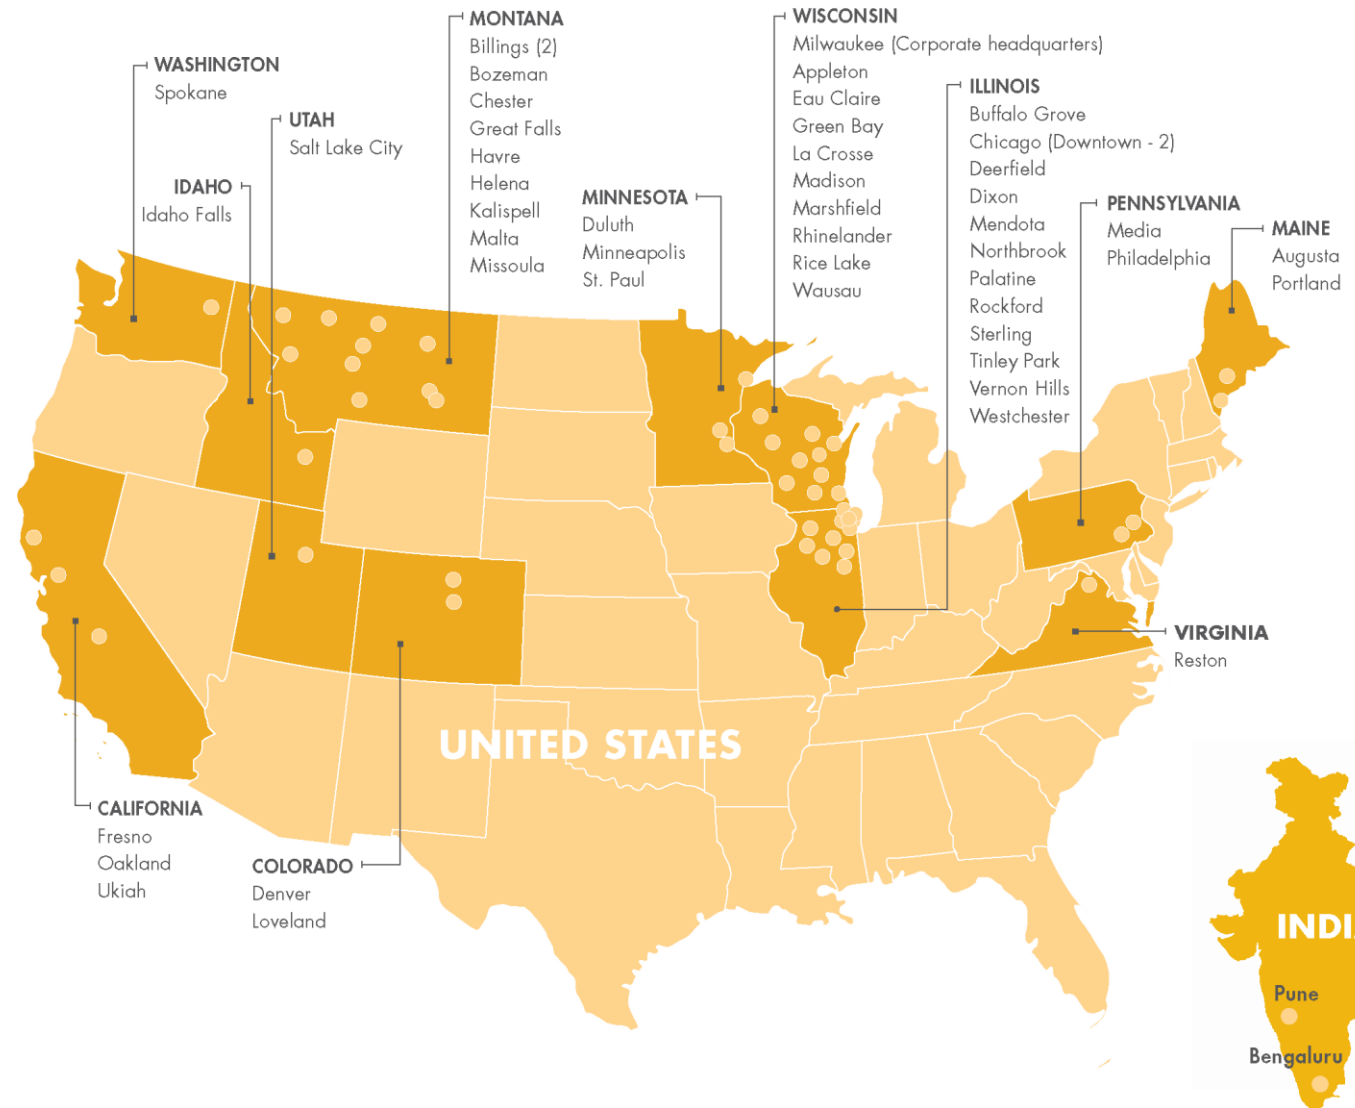 WASHINGTON
Spokane
UTAH
Salt Lake City
IDAHO
Idaho Falls
MONTANA
Billings (2)
Bozeman
Chester
Great Falls
Havre
Helena
Kalispell
Malta
Missoula
MINNESOTA
Duluth
Minneapolis
St. Paul
WISCONSIN
Milwaukee (Corporate headquarters)
Appleton
Eau Claire
Green Bay
La Crosse
Madison
Marshfield
Rhinelander
Rice Lake
Wausau
ILLINOIS
Buffalo Grove
Chicago (Downtown - 2)
Deerfield
Dixon
Mendota
Northbrook
Palatine
Rockford
Sterling
Tinley Park
Vernon Hills
Westchester
PENNSYLVANIA
Media
Philadelphia
MAINE
Augusta
Portland
VIRGINIA
Reston
UNITED STATES
CALIFORNIA
Fresno
Oakland
Ukiah
COLORADO
Denver
Loveland
INDI
Pune
Bengaluru